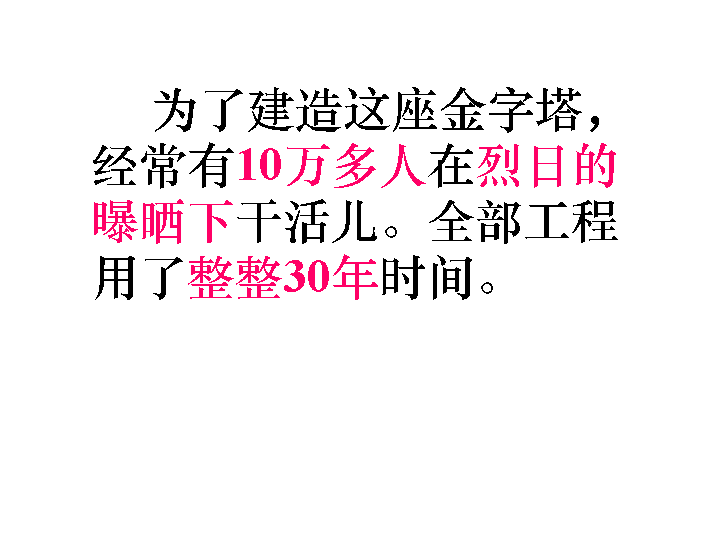 为了建造这座金字塔，
经常有10万多人在烈日的
曝晒下干活儿。全部工程
用了整整30年时间。